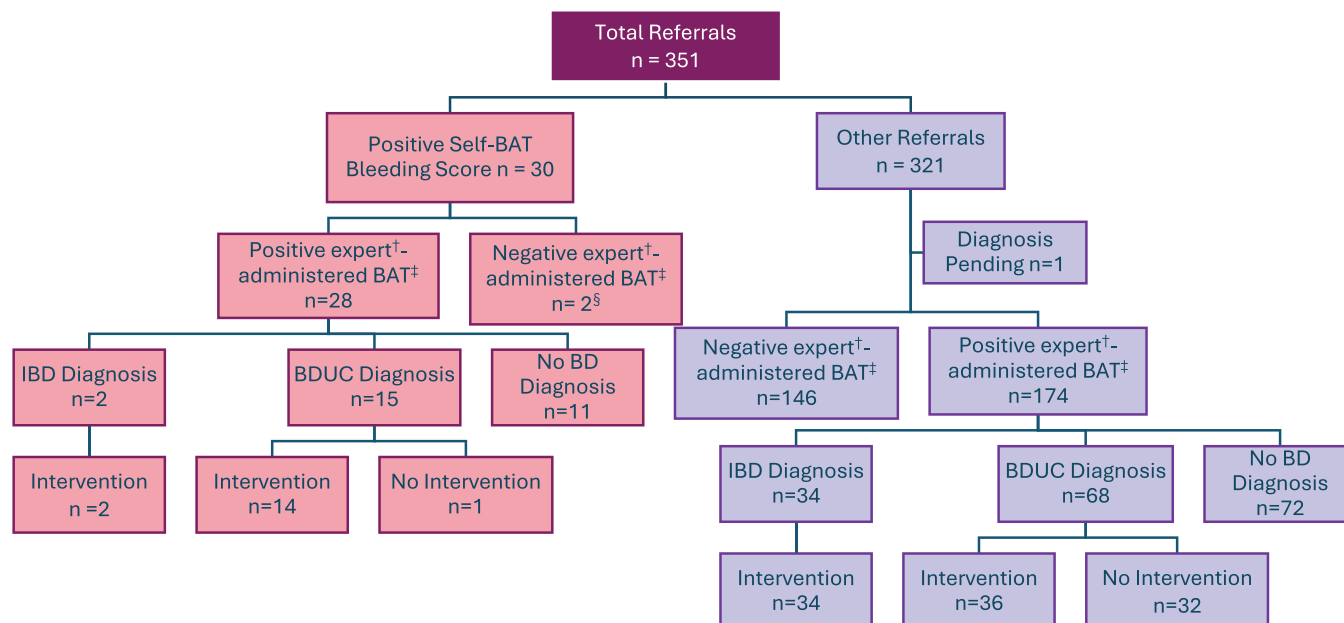 Total Referrals
n = 351
Positive Self-BAT
Bleeding Score n = 30
Other Referrals
n = 321
Diagnosis
Pending n=1
Positive expert†-
administered BAT‡
n=28
Negative expert†-
administered BAT‡
n= 2§
Negative expert†-
administered BAT‡
n=146
Positive expert†-
administered BAT‡
n=174
IBD Diagnosis
n=2
BDUC Diagnosis
n=15
No BD
Diagnosis
n=11
Intervention
n =2
Intervention
n=14
No Intervention
n=1
IBD Diagnosis
n=34
BDUC Diagnosis
n=68
No BD
Diagnosis
n=72
Intervention
n=34
Intervention
n=36
No Intervention
n=32